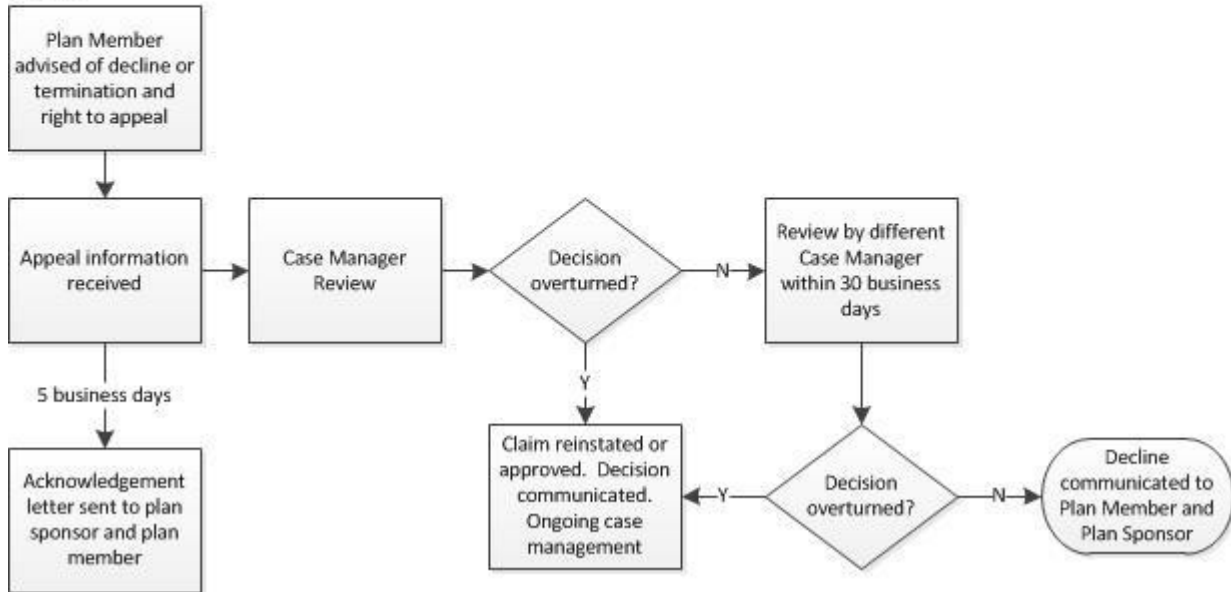 Plan Member
advised of decline or
termination and
right to appeal
Appeal information
received
Case Manager
Review
Decision
overturned?
N
Review by different
Case Manager
within 30 business
days
5 business days
Y
Acknowledgement
letter sent to plan
sponsor and plan
member
Claim reinstated or
approved. Decision
communicated.
Ongoing case
management
Y
Decision
overturned?
N
Decline
communicated to
Plan Member and
Plan Sponsor